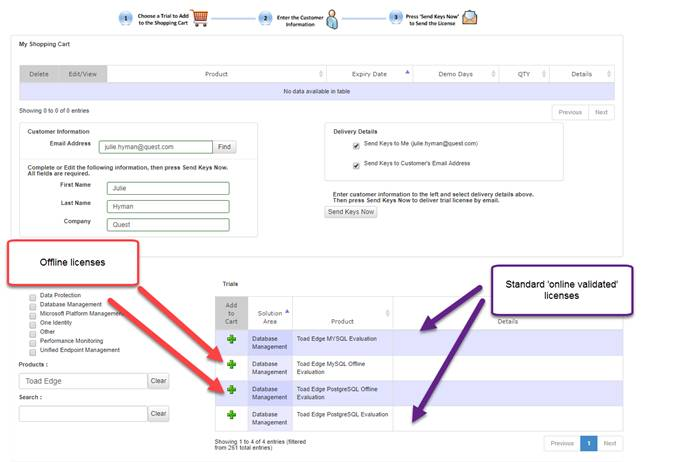 1 Choose a Trial to Add
to the Shopping Cart
2 Enter the Customer
Information
3 Press 'Send Keys Now'
to Send the License
My Shopping Cart
Delete Edit/View Product Expiry Date Demo Days QTY Details
No data available in table
Showing 0 to 0 of 0 entries
Previous Next
Customer Information
Email Address julie.hyman@quest.com Find
Complete or Edit the following information, then press Send Keys Now.
All fields are required.
First Name Julie
Last Name Hyman
Company Quest
Delivery Details
Send Keys to Me (julie.hyman@quest.com)
Send Keys to Customer's Email Address
Enter customer information to the left and select delivery details above.
Then press Send Keys Now to deliver trial license by email.
Send Keys Now
Offline licenses
Standard 'online validated'
licenses
Data Protection
Database Management
Microsoft Platform Management
One Identity
Other
Performance Monitoring
Unified Endpoint Management
Products :
Toad Edge Clear
Search :
Clear
Trials
Add
to
Cart
Solution
Area
Product
Details
Database
Management
Toad Edge MYSQL Evaluation
Database
Management
Toad Edge MySQL Offline
Evaluation
Database
Management
Toad Edge PostgreSQL Offline
Evaluation
Database
Management
Toad Edge PostgreSQL Evaluation
Showing 1 to 4 of 4 entries (filtered
from 261 total entries)
Previous 1 Next